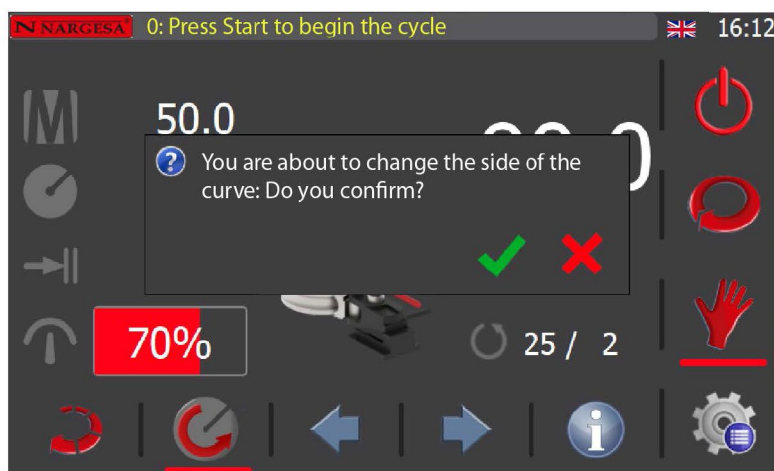 NARGESA
0: Press Start to begin the cycle
16:12
50.0
You are about to change the side of the
curve: Do you confirm?
70%
25 / 2